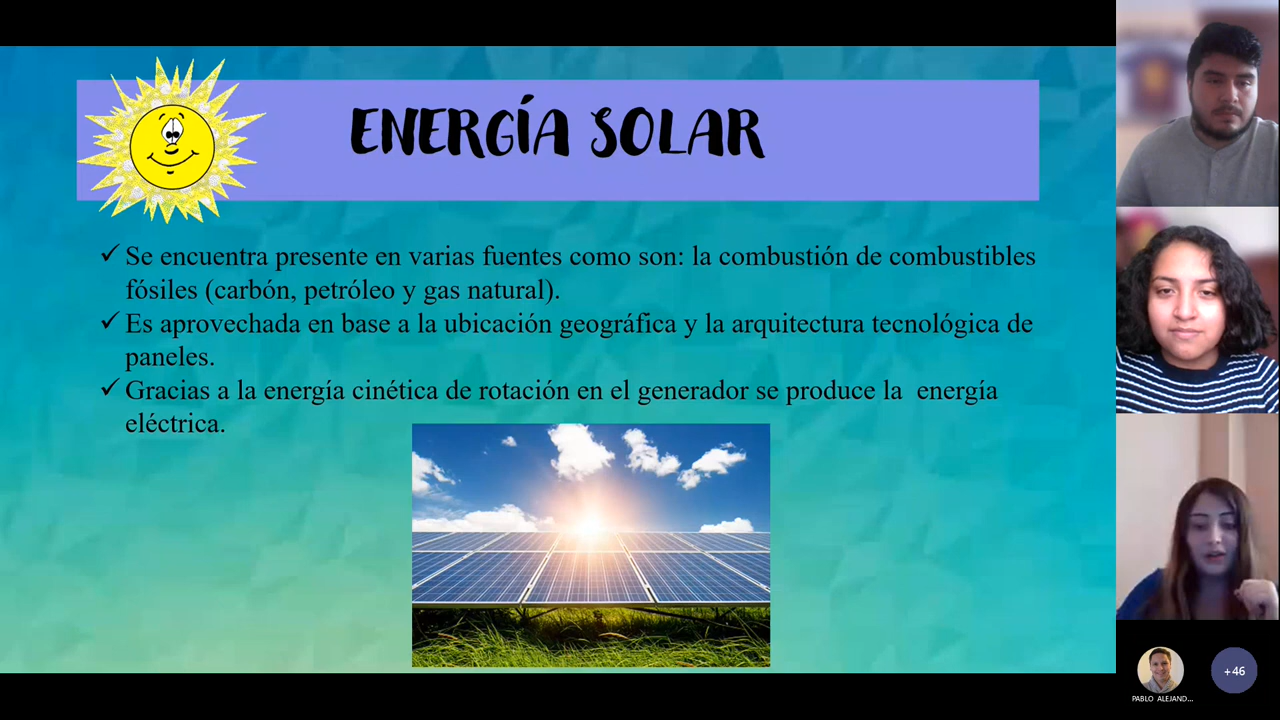 ENERGÍA SOLAR
✓ Se encuentra presente en varias fuentes como son: la combustión de combustibles
fósiles (carbón, petróleo y gas natural).
✓ Es aprovechada en base a la ubicación geográfica y la arquitectura tecnológica de
paneles.
✓ Gracias a la energía cinética de rotación en el generador se produce la  energía
eléctrica.
PABLO ALEJAND...
+46